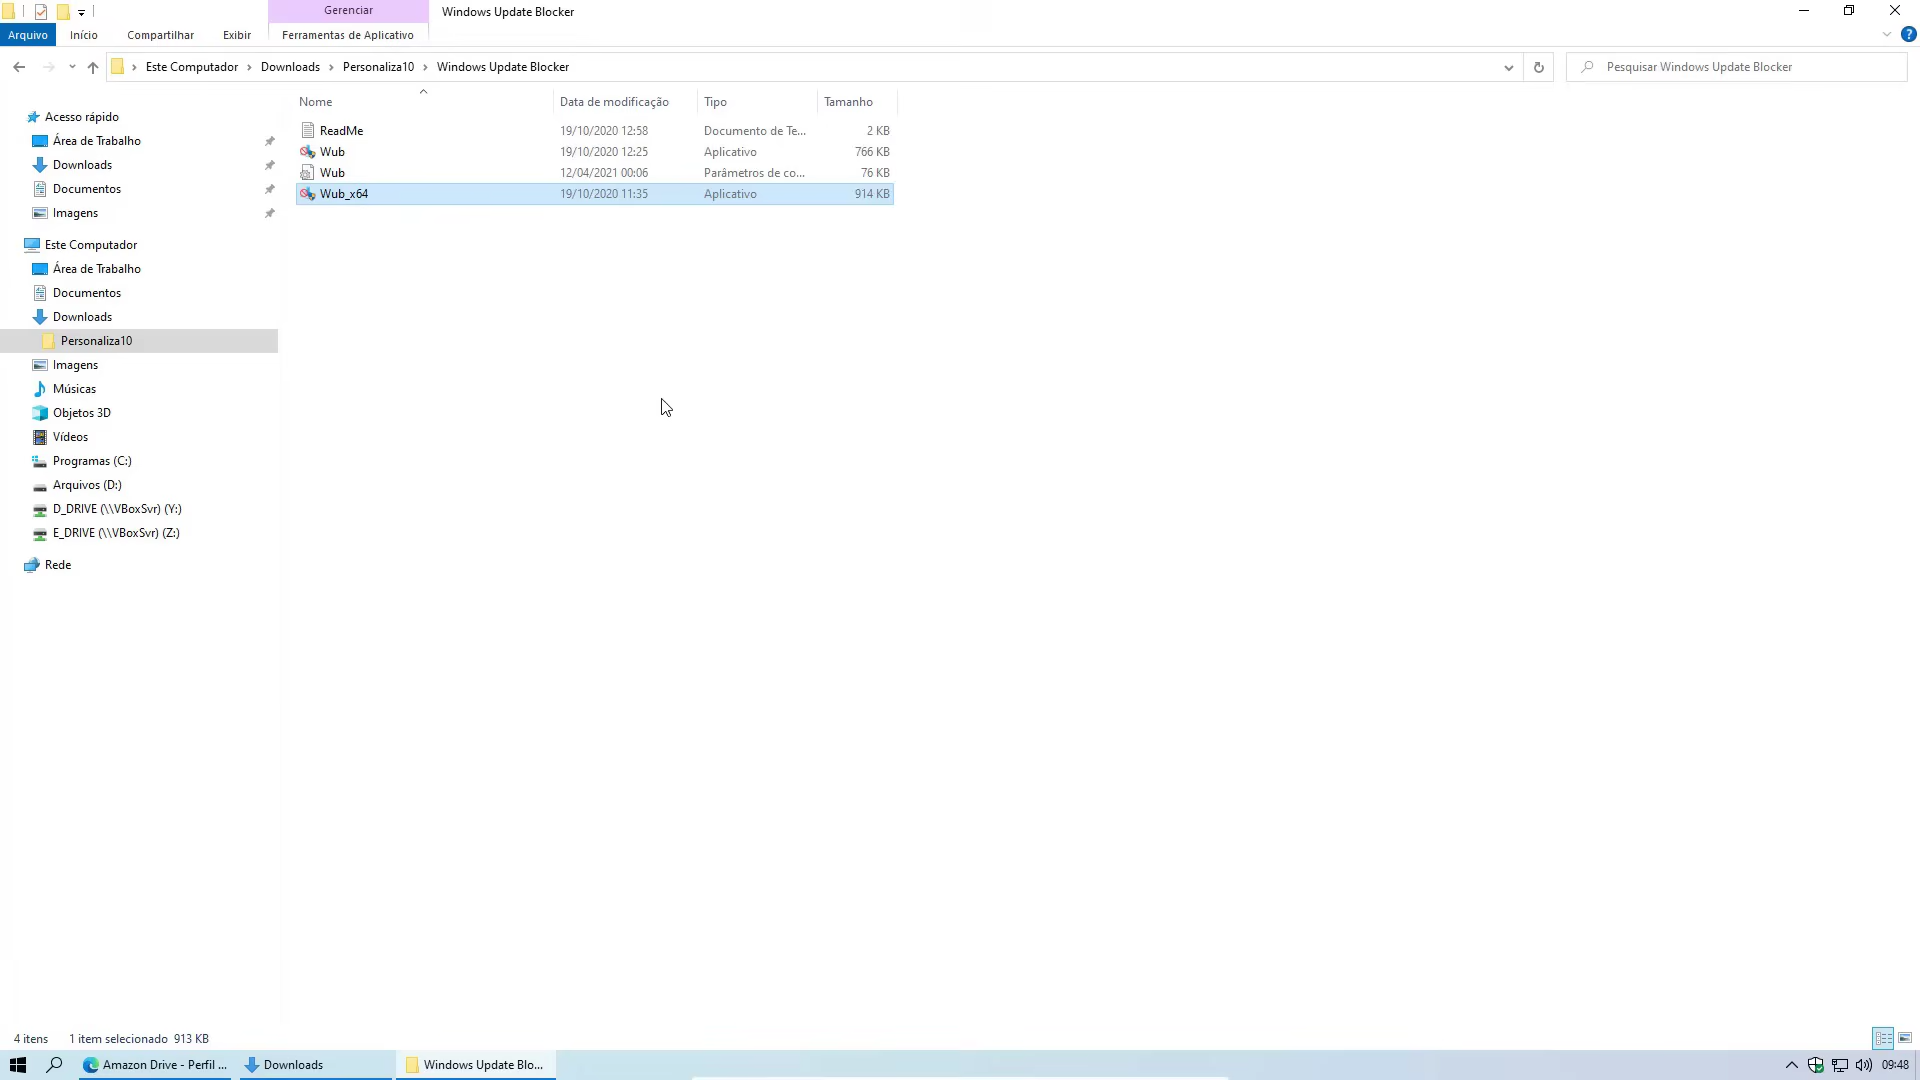 Gerenciar
Windows Update Blocker
Arquivo Início Compartilhar Exibir Ferramentas de Aplicativo
?
Este Computador Downloads Personaliza10 Windows Update Blocker
Pesquisar Windows Update Blocker
Nome Data de modificação Tipo Tamanho
ReadMe 19/10/2020 12:58 Documento de Te... 2 KB
Wub 19/10/2020 12:25 Aplicativo 766 KB
Wub 12/04/2021 00:06 Parâmetros de co... 76 KB
Wub_x64 19/10/2020 11:35 Aplicativo 914 KB
Acesso rápido
Área de Trabalho
Downloads
Documentos
Imagens
Este Computador
Área de Trabalho
Documentos
Downloads
Personaliza10
Imagens
Músicas
Objetos 3D
Vídeos
Programas (C:)
Arquivos (D:)
D_DRIVE (\\VBoxSvr) (Y:)
E_DRIVE (\\VBoxSvr) (Z:)
Rede
4 itens 1 item selecionado 913 KB
Amazon Drive - Perfil ... Downloads Windows Update Blo... 09:48